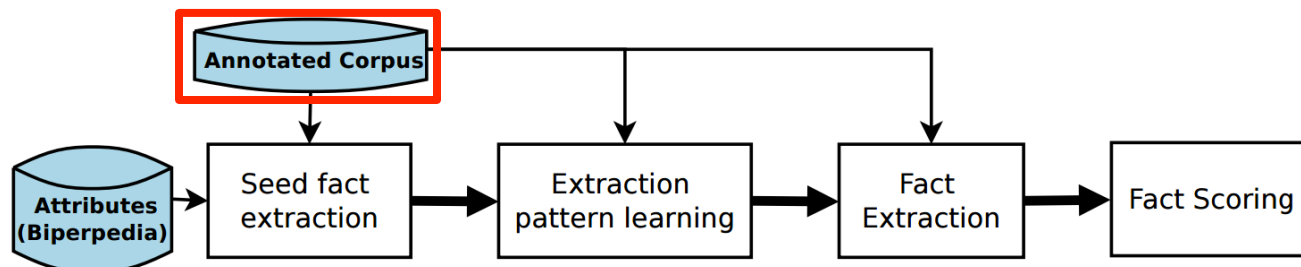 Annotated Corpus
Attributes
(Biperpedia)
Seed fact
extraction
Extraction
pattern learning
Fact
Extraction
Fact Scoring